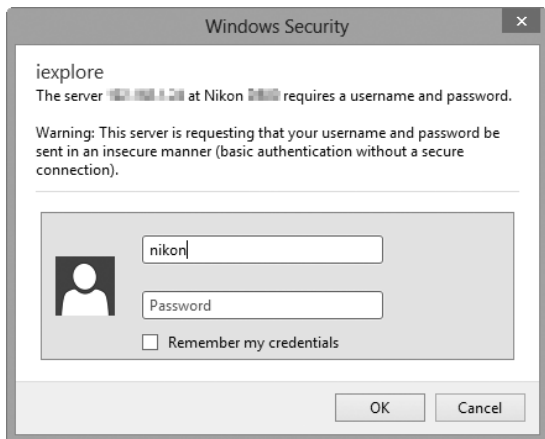 Windows Security
iexplore
The server at Nikon requires a username and password.
Warning: This server is requesting that your username and password be
sent in an insecure manner (basic authentication without a secure
connection).
nikon
Password
Remember my credentials
OK
Cancel